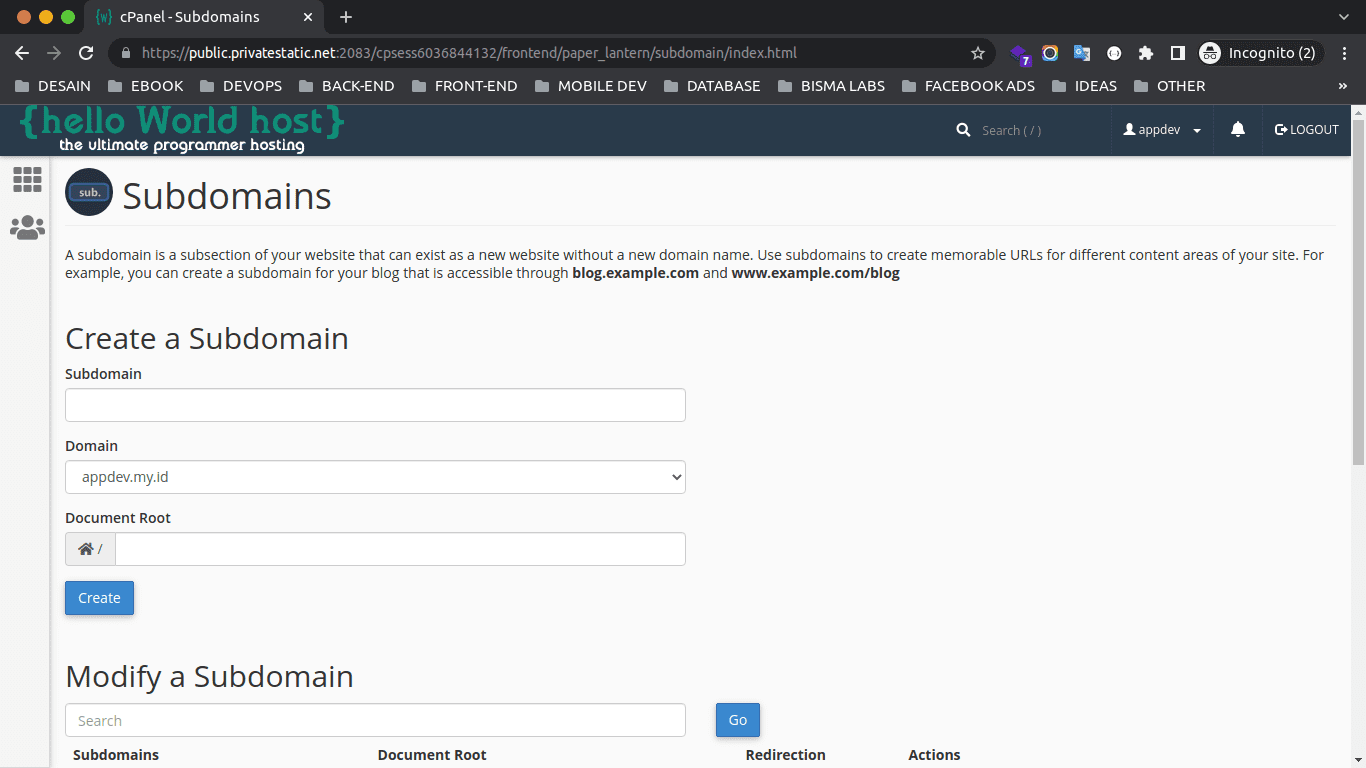 cPanel - Subdomains
https://public.privatestatic.net:2083/cpsess6036844132/frontend/paper_lantern/subdomain/index.html
7
Incognito (2)
DESAIN EBOOK DEVOPS BACK-END FRONT-END MOBILE DEV DATABASE BISMA LABS FACEBOOK ADS IDEAS OTHER »
{hello World host}
the ultimate programmer hosting
Search ( / )
appdev
LOGOUT
sub.
Subdomains
A subdomain is a subsection of your website that can exist as a new website without a new domain name. Use subdomains to create memorable URLs for different content areas of your site. For
example, you can create a subdomain for your blog that is accessible through blog.example.com and www.example.com/blog
Create a Subdomain
Subdomain
Domain
appdev.my.id
Document Root
/
Create
Modify a Subdomain
Search
Go
Subdomains Document Root Redirection Actions